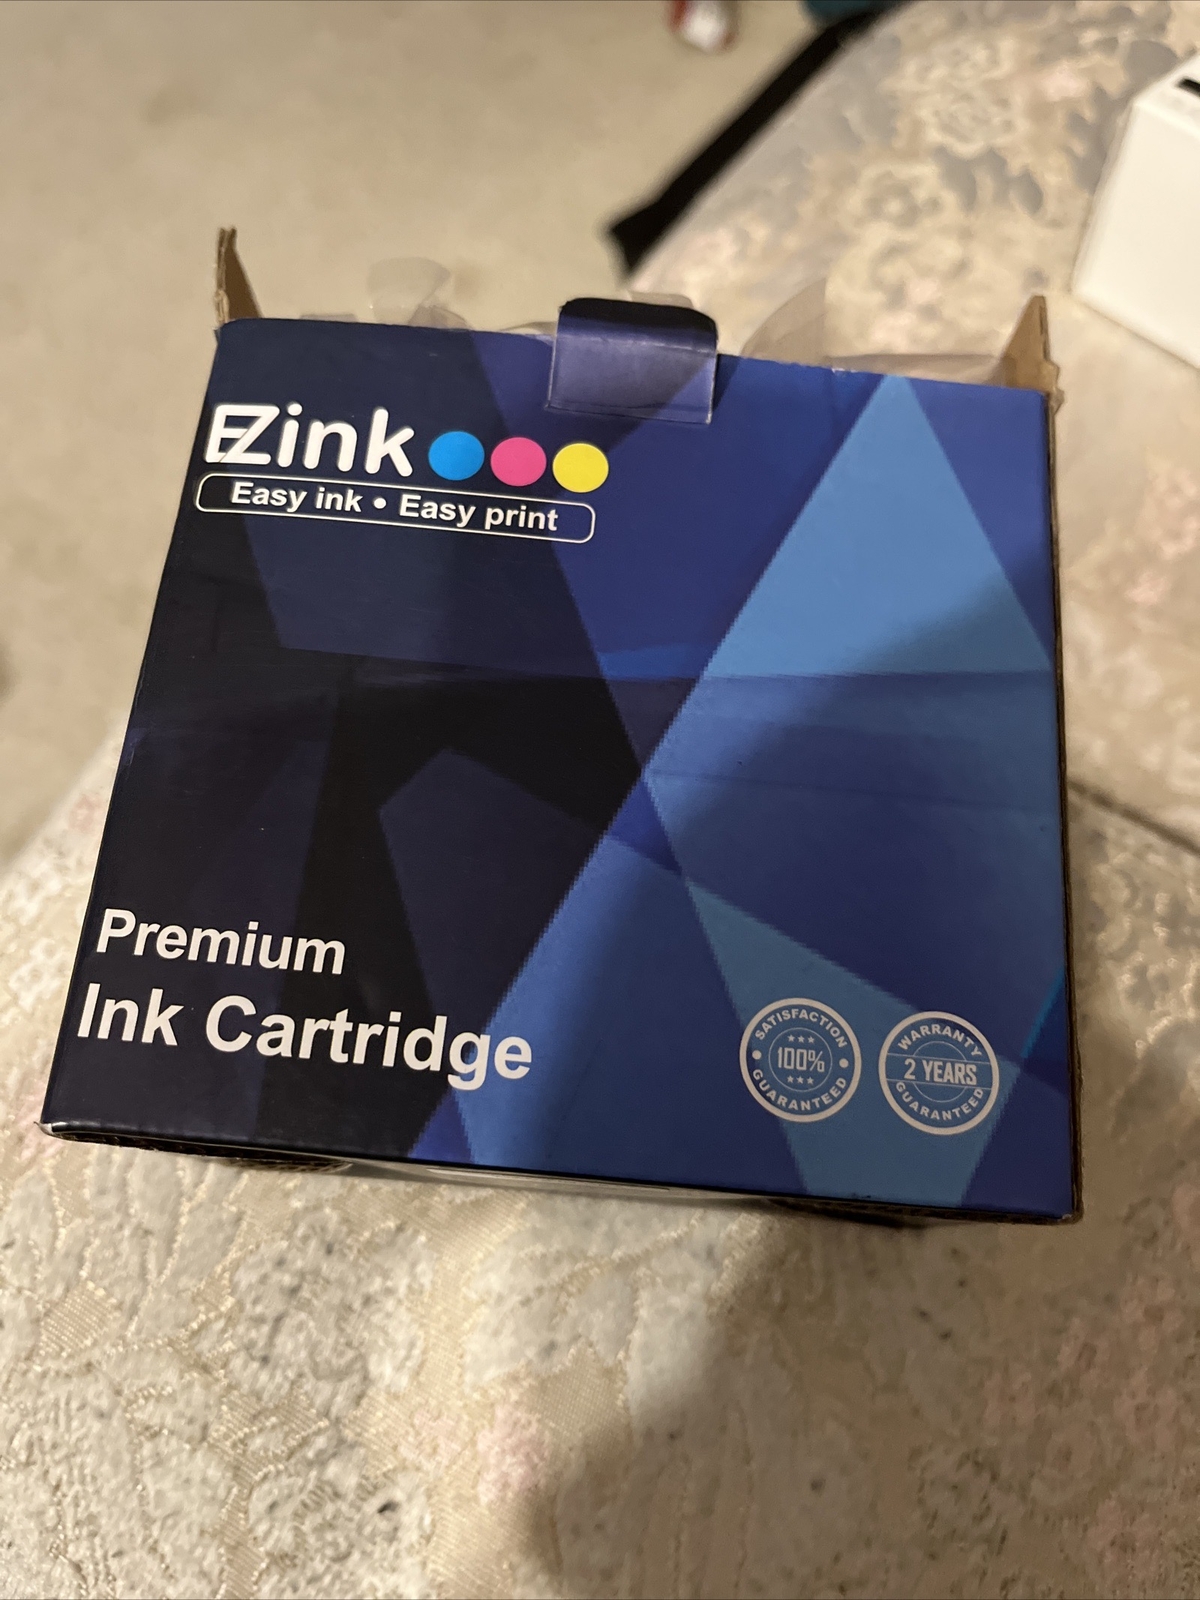 EZink
Easy ink • Easy print
Premium
Ink Cartridge
SATISFACTION
100%
GUARANTEED
WARRANTY
2 YEARS
GUARANTEED